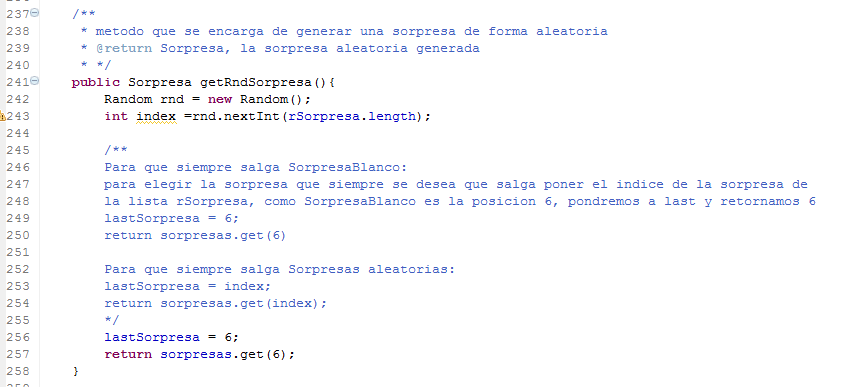 237 /**
238 * metodo que se encarga de generar una sorpresa de forma aleatoria
239 * @return Sorpresa, la sorpresa aleatoria generada
240 * */
241 public Sorpresa getRndSorpresa(){
242 Random rnd = new Random();
243 int index =rnd.nextInt(rSorpresa.length);
244
245 /**
246 Para que siempre salga SorpresaBlanco:
247 para elegir la sorpresa que siempre se desea que salga poner el indice de la sorpresa de
248 la lista rSorpresa, como SorpresaBlanco es la posicion 6, pondremos a last y retornamos 6
249 lastSorpresa = 6;
250 return sorpresas.get(6)
251
252 Para que siempre salga Sorpresas aleatorias:
253 lastSorpresa = index;
254 return sorpresas.get(index);
255 */
256 lastSorpresa = 6;
257 return sorpresas.get(6);
258 }